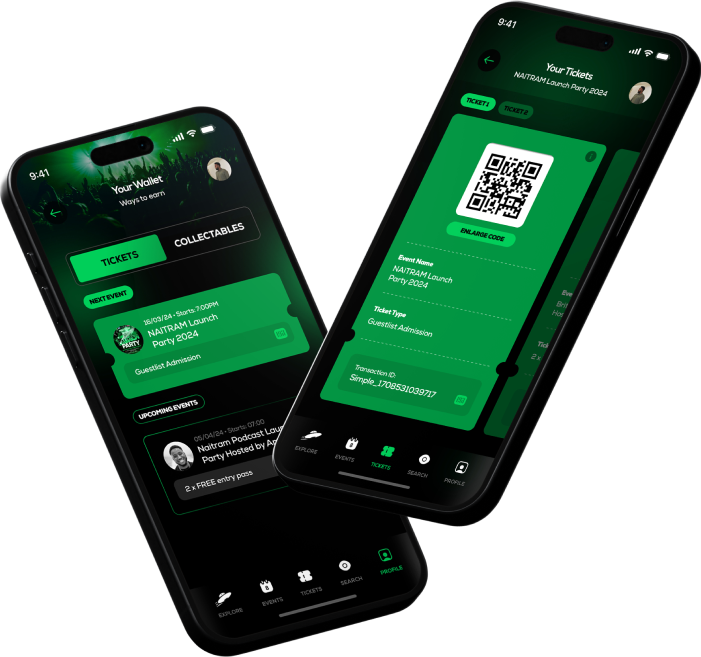 9:41
Your Wallet
Ways to earn
TICKETS
COLLECTABLES
NEXT EVENT
15/03/24 • Starts: 7:00PM
NAITRAM Launch
Party 2024
PARTY
Guestlist Admission
UPCOMING EVENTS
05/04/24 • Starts: 07:00
Naitram Podcast Lau
Party Hosted by A
2 x FREE entry pass
EXPLORE
EVENTS
TICKETS
SEARCH
PROFILE
9:41
Your Tickets
NAITRAM Launch Party 2024
TICKET 1
TICKET 2
ENLARGE CODE
Event Name
NAITRAM Launch
Party 2024
Ticket Type
Guestlist Admission
Transaction ID:
Simple_1708531039717
Eve
Tick
2 x
EXPLORE
EVENTS
TICKETS
SEARCH
PROFILE